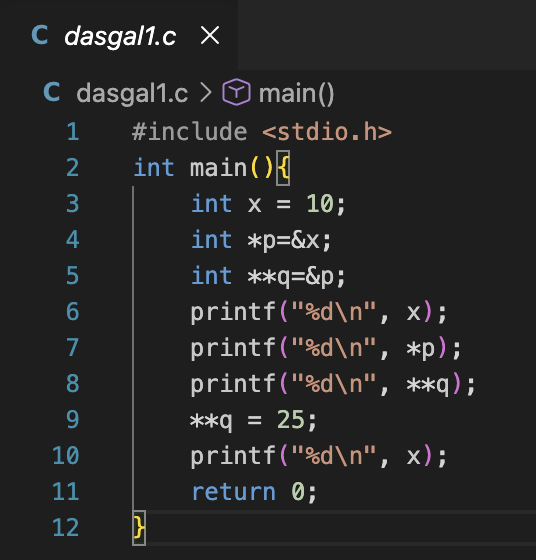 C dasgal1.c ×
C dasgal1.c > main()
1 #include <stdio.h>
2 int main(){
3     int x = 10;
4     int *p=&x;
5     int **q=&p;
6     printf("%d\n", x);
7     printf("%d\n", *p);
8     printf("%d\n", **q);
9     **q = 25;
10     printf("%d\n", x);
11     return 0;
12 }